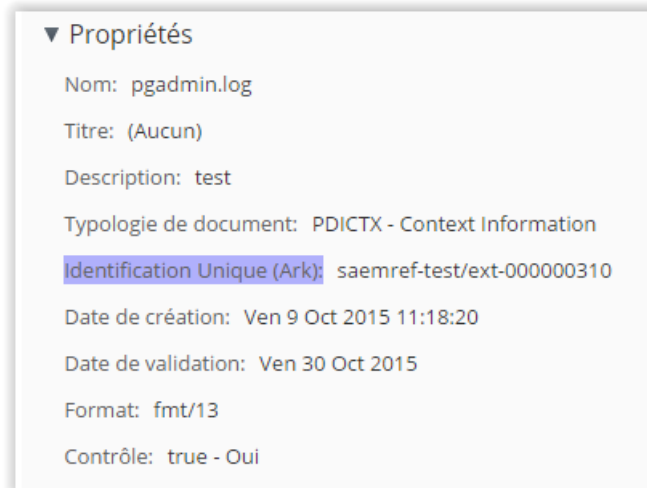 Propriétés
Nom: pgadmin.log
Titre: (Aucun)
Description: test
Typologie de document: PDICTX - Context Information
Identification Unique (Ark): saemref-test/ext-000000310
Date de création: Ven 9 Oct 2015 11:18:20
Date de validation: Ven 30 Oct 2015
Format: fmt/13
Contrôle: true - Oui